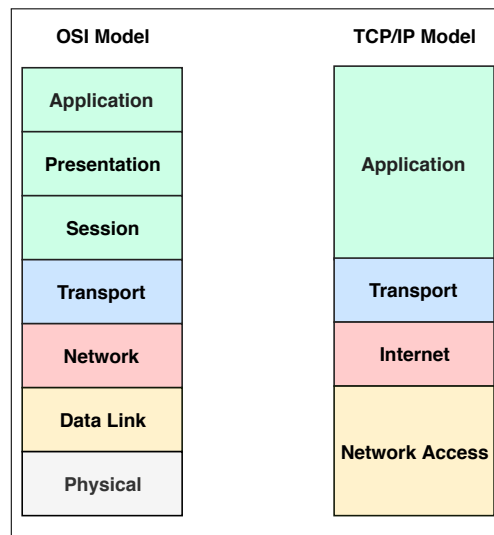 OSI Model
TCP/IP Model
Application
Presentation
Session
Transport
Network
Data Link
Physical
Application
Transport
Internet
Network Access